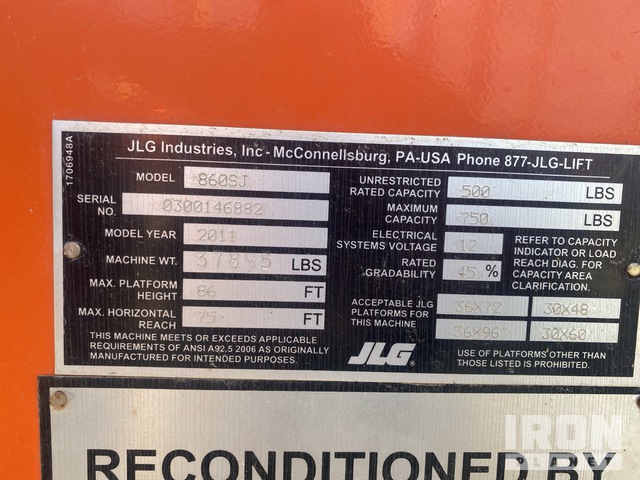 1706948A
JLG Industries, Inc - McConnellsburg, PA-USA Phone 877-JLG-LIFT
MODEL 860SJ
SERIAL NO. 0300146882
MODEL YEAR 2011
MACHINE WT. LBS
MAX. PLATFORM HEIGHT 86 FT
MAX. HORIZONTAL REACH 75 FT
THIS MACHINE MEETS OR EXCEEDS APPLICABLE
REQUIREMENTS OF ANSI A92.5 2006 AS ORIGINALLY
MANUFACTURED FOR INTENDED PURPOSES.
UNRESTRICTED RATED CAPACITY 500 LBS
MAXIMUM CAPACITY 750 LBS
ELECTRICAL SYSTEMS VOLTAGE 12
RATED GRADABILITY 45 %
REFER TO CAPACITY
INDICATOR OR LOAD
REACH DIAG. FOR
CAPACITY AREA
CLARIFICATION.
ACCEPTABLE JLG
PLATFORMS FOR
THIS MACHINE
36X72 30X48
36X96 30X60
JLG
USE OF PLATFORMS OTHER THAN
THOSE LISTED IS PROHIBITED.
RECONDITIONED BY
IRON
PLANET